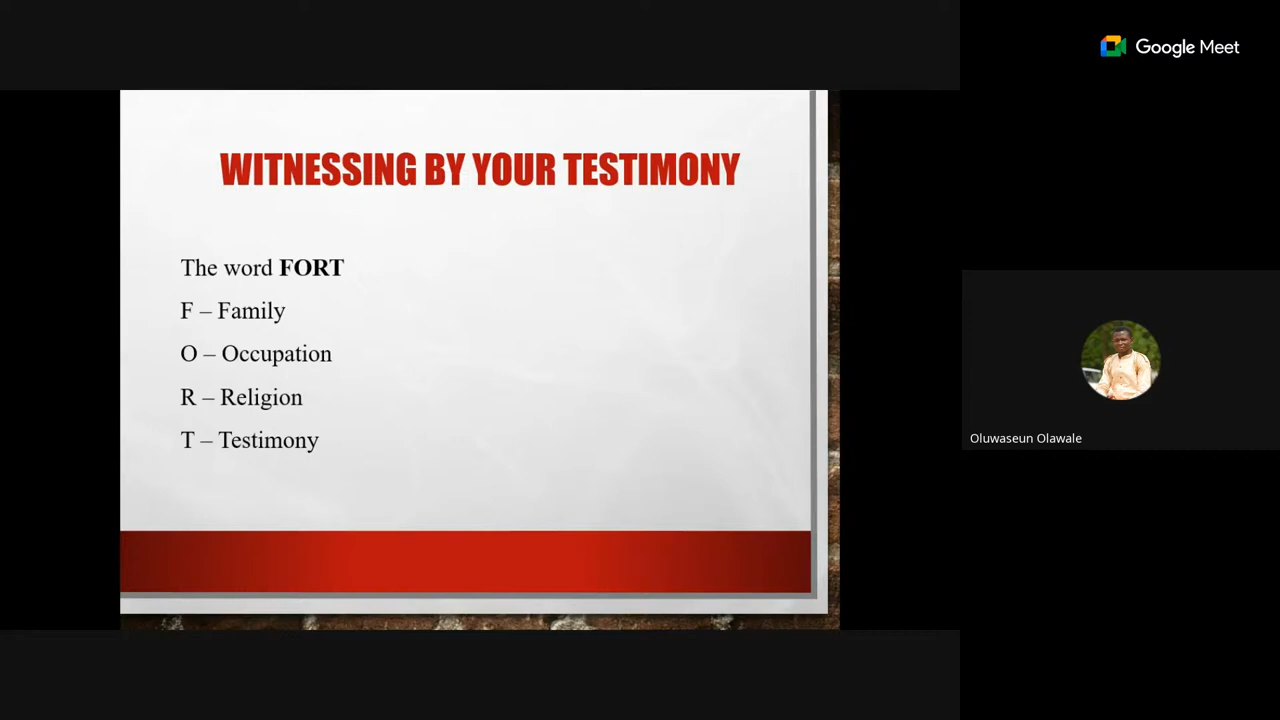 Google Meet
WITNESSING BY YOUR TESTIMONY
The word FORT
F – Family
O – Occupation
R – Religion
T – Testimony
Oluwaseun Olawale